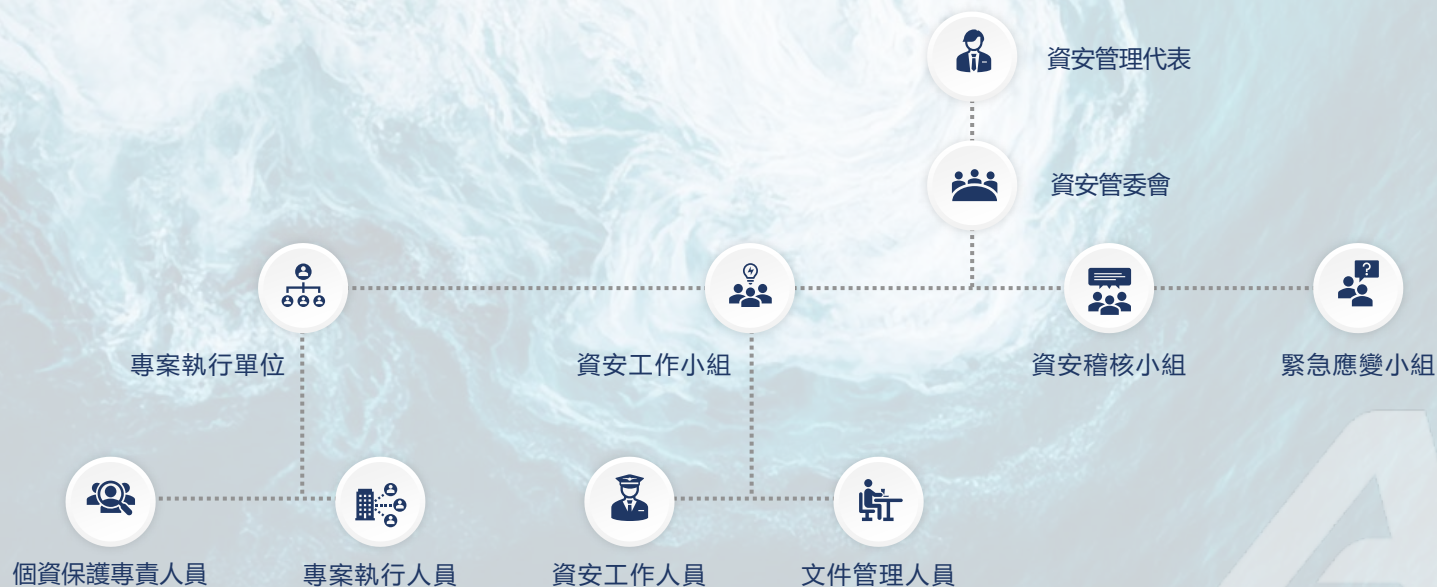 資安管理代表
資安管委會
專案執行單位
資安工作小組
資安稽核小組
緊急應變小組
個資保護專責人員
專案執行人員
資安工作人員
文件管理人員